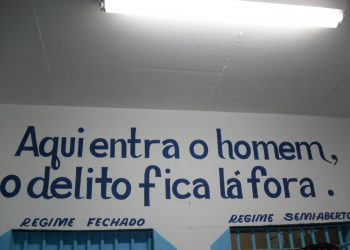 Aqui entra o homem,
o delito fica lá fora.
REGIME FECHADO REGIME SEMIABERTO